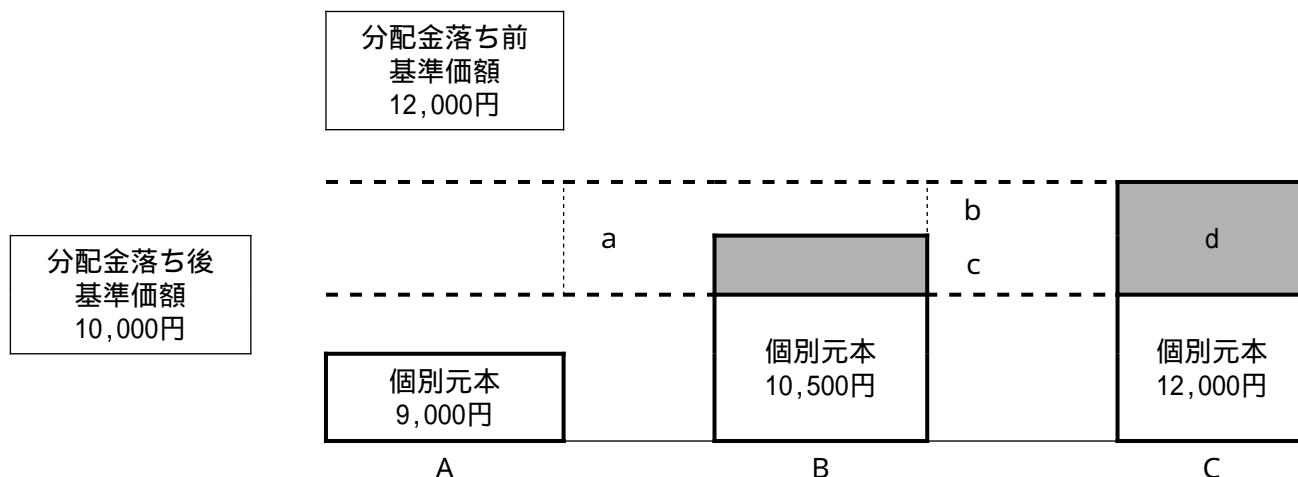 分配金落ち前
基準価額
12,000円
b
a
d
c
分配金落ち後
基準価額
10,000円
個別元本
9,000円
個別元本
10,500円
個別元本
12,000円
A
B
C